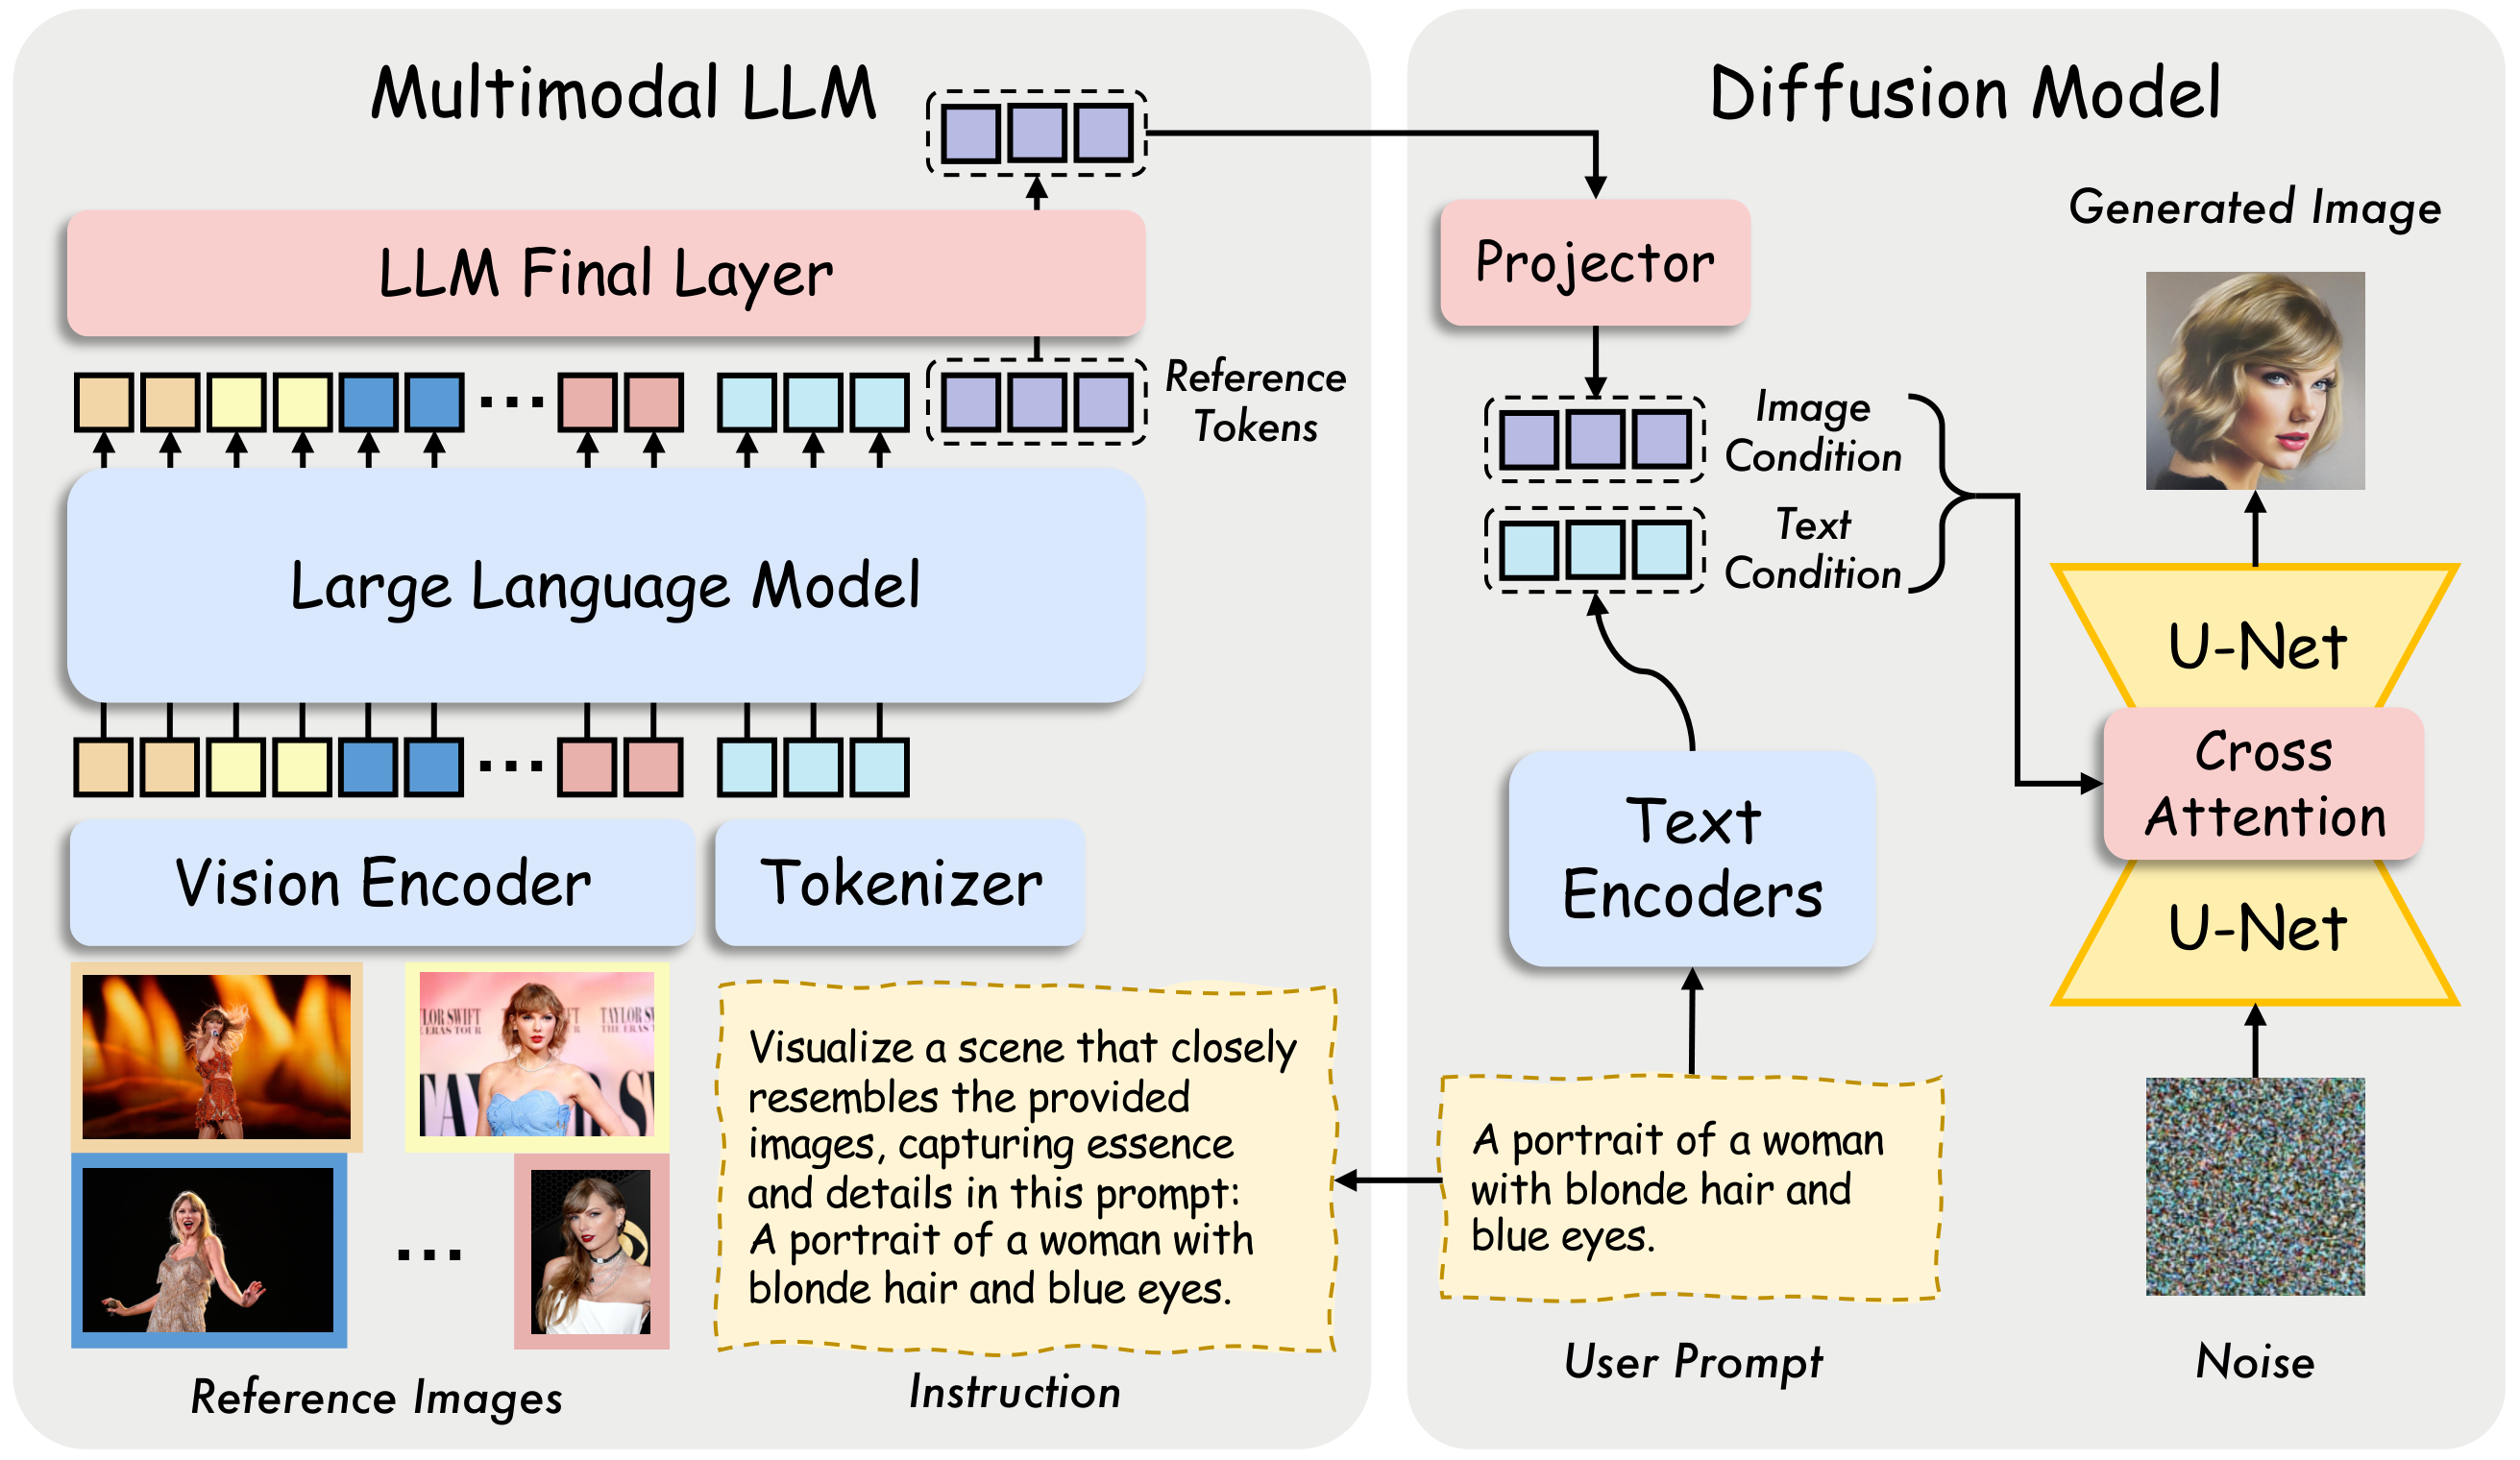 Multimodal LLM
LLM Final Layer
Reference
Tokens
...
Large Language Model
...
Vision Encoder
Tokenizer
LOR SWIFT
ERAS TOUR
TAYLOR S
THE ERAS T
...
Reference Images
Visualize a scene that closely
resembles the provided
images, capturing essence
and details in this prompt:
A portrait of a woman with
blonde hair and blue eyes.
Instruction
Diffusion Model
Projector
Image
Condition
Text
Condition
Text
Encoders
A portrait of a woman
with blonde hair and
blue eyes.
User Prompt
Generated Image
U-Net
Cross
Attention
U-Net
Noise